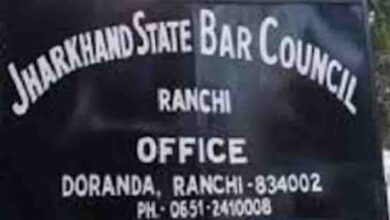 JHARKHAND STATE BAR COUNCIL
RANCHI
OFFICE
DORANDA, RANCHI-834002
PH.- 0651-2410008